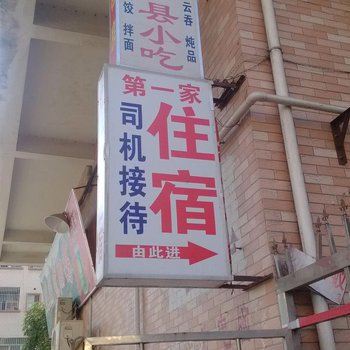 云吞 炖品
县小吃
饺 拌面
第一家
住宿
司机接待
由此进